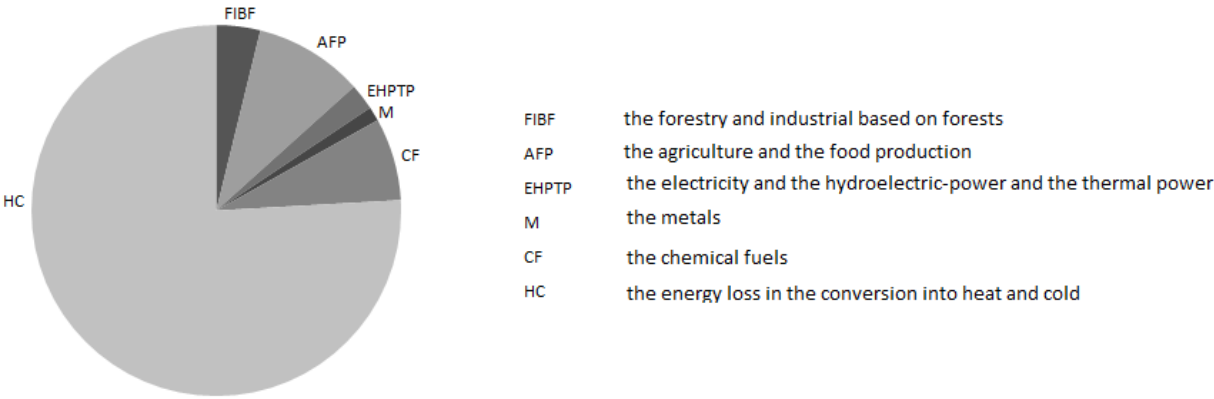 FIBF
AFP
EHPTP
M
CF
HC
FIBF the forestry and industrial based on forests
AFP the agriculture and the food production
EHPTP the electricity and the hydroelectric-power and the thermal power
M the metals
CF the chemical fuels
HC the energy loss in the conversion into heat and cold